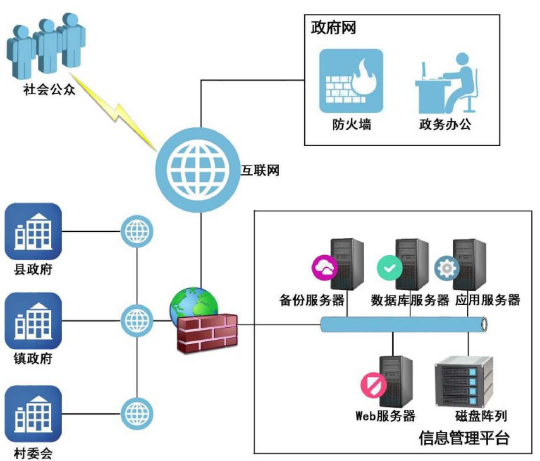 政府网
社会公众
防火墙
政务办公
互联网
县政府
备份服务器
数据库服务器
应用服务器
镇政府
Web服务器
磁盘阵列
信息管理平台
村委会